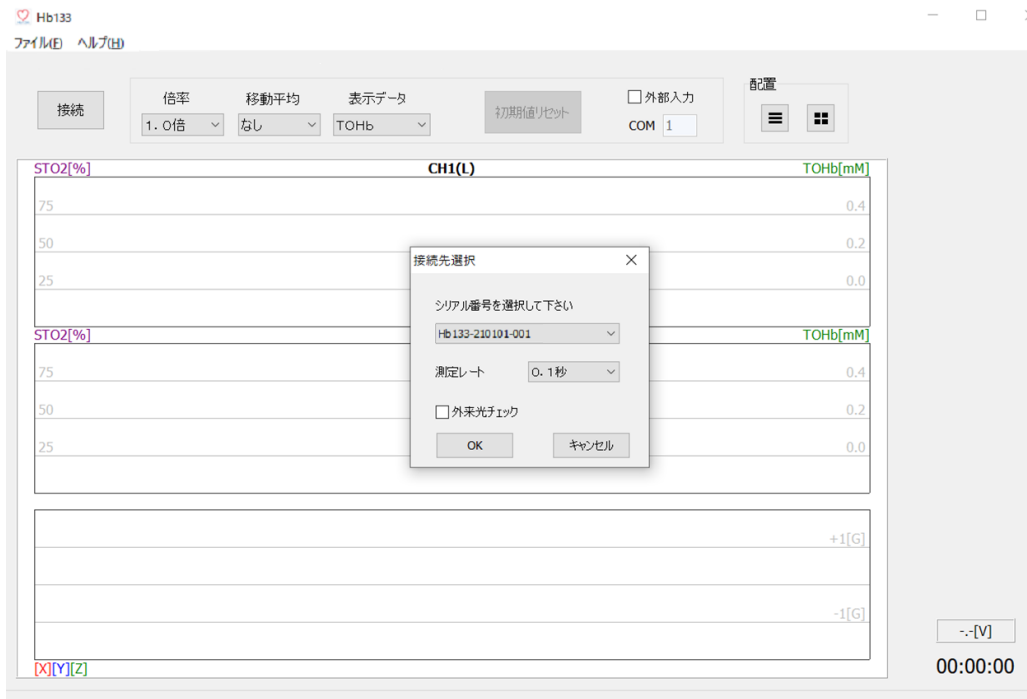 Hb133
ファイル(F) ヘルプ(H)
接続
倍率 移動平均 表示データ
1.0倍 なし TOHb
初期値リセット
外部入力
COM 1
配置
STO2[%] CH1(L) TOHb[mM]
75 0.4
50 0.2
25 0.0
STO2[%] TOHb[mM]
75 0.4
50 0.2
25 0.0
接続先選択
シリアル番号を選択して下さい
Hb133-210101-001
測定レート 0.1秒
外来光チェック
OK キャンセル
+1[G]
-1[G]
[X][Y][Z]
-.-[V]
00:00:00